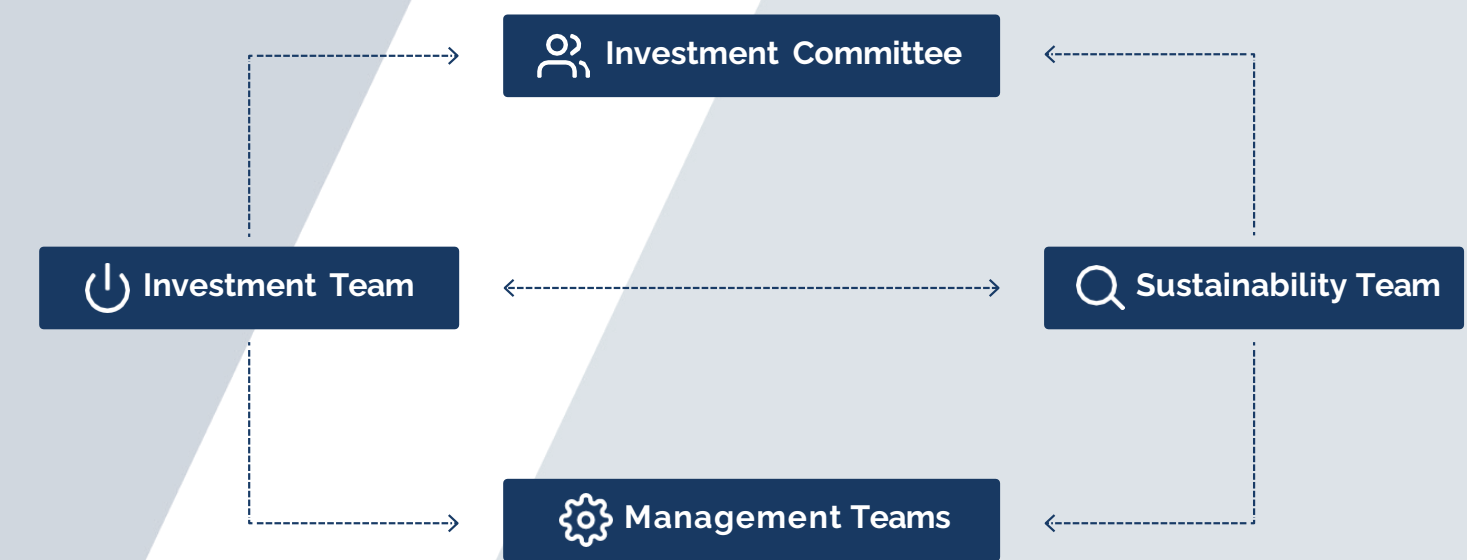 Investment Committee
Investment Team
Sustainability Team
Management Teams